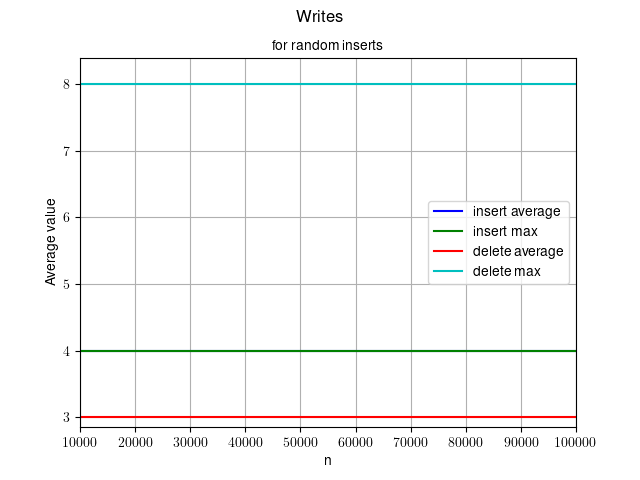 Writes
for random inserts
Average value
8
7
6
5
4
3
insert average
insert max
delete average
delete max
10000 20000 30000 40000 50000 60000 70000 80000 90000 100000
n